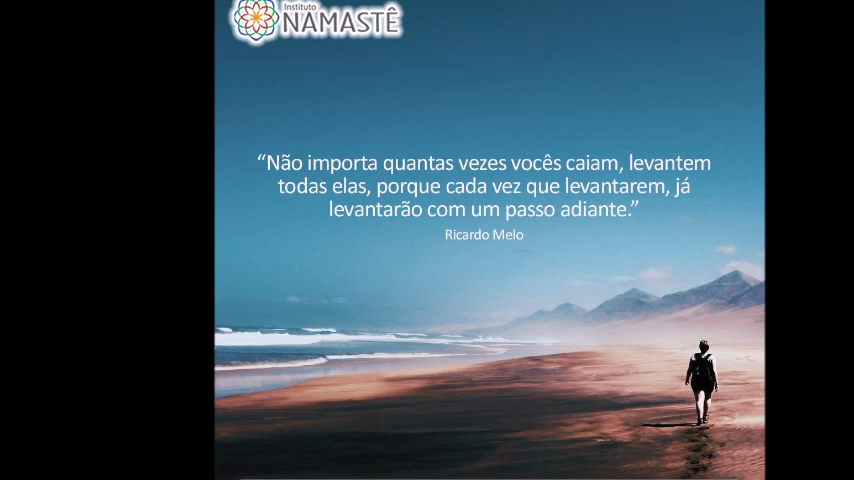 Instituto
NAMASTÊ
“Não importa quantas vezes vocês caiam, levantem
todas elas, porque cada vez que levantarem, já
levantarão com um passo adiante.”
Ricardo Melo